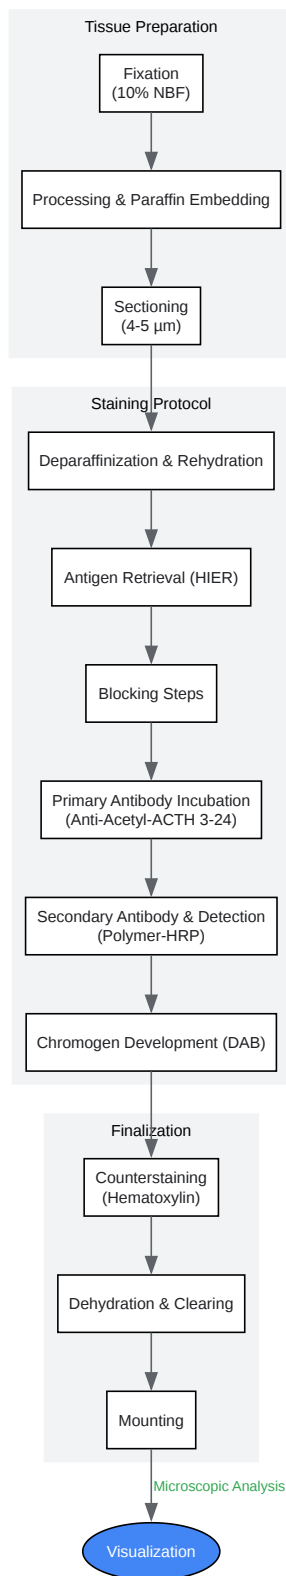 Tissue Preparation
Fixation
(10% NBF)
Processing & Paraffin Embedding
Sectioning
(4-5 µm)
Staining Protocol
Deparaffinization & Rehydration
Antigen Retrieval (HIER)
Blocking Steps
Primary Antibody Incubation
(Anti-Acetyl-ACTH 3-24)
Secondary Antibody & Detection
(Polymer-HRP)
Chromogen Development (DAB)
Finalization
Counterstaining
(Hematoxylin)
Dehydration & Clearing
Mounting
Microscopic Analysis
Visualization